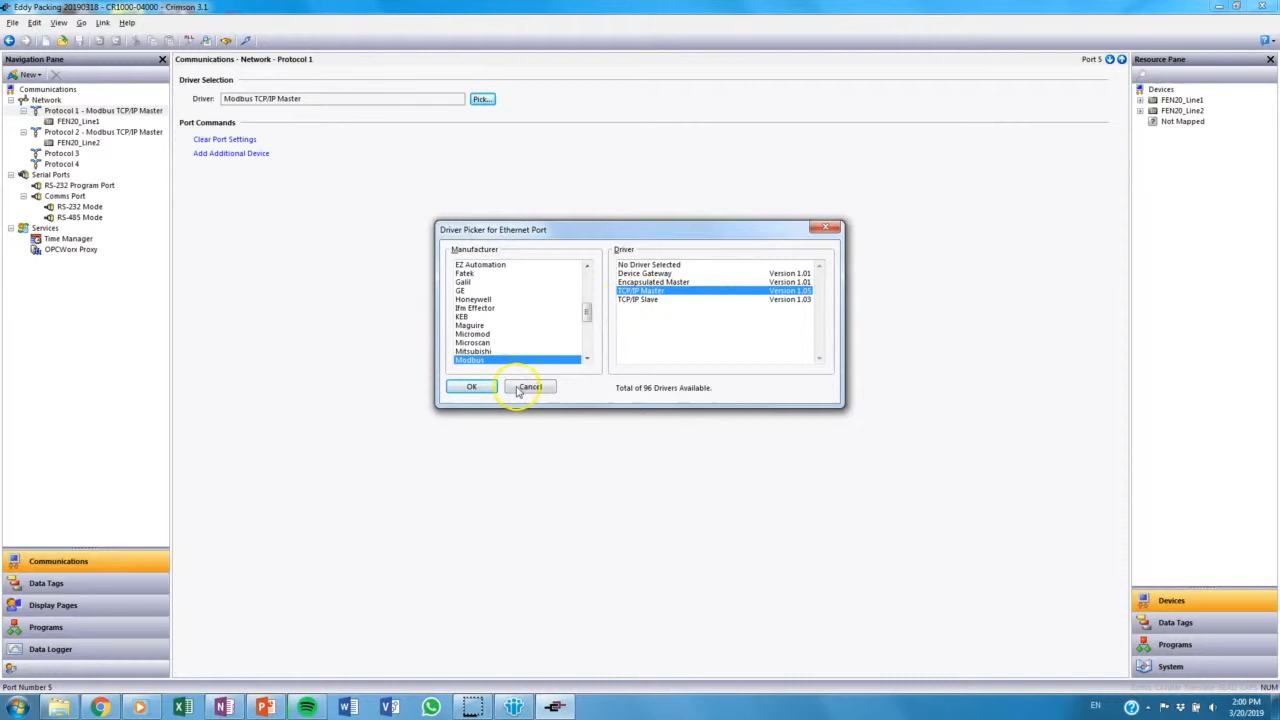 Eddy Packing 20190318 - CR1000-04000 - Crimson 3.1
File Edit View Go Link Help
Navigation Pane
Communications - Network - Protocol 1
Port 5
Resource Pane
New
Communications
Network
Protocol 1 - Modbus TCP/IP Master
FEN20_Line1
Protocol 2 - Modbus TCP/IP Master
FEN20_Line2
Protocol 3
Protocol 4
Serial Ports
RS-232 Program Port
Comms Port
RS-232 Mode
RS-485 Mode
Services
Time Manager
OPCWorx Proxy
Driver Selection
Driver: Modbus TCP/IP Master Pick...
Port Commands
Clear Port Settings
Add Additional Device
Driver Picker for Ethernet Port
Manufacturer
EZ Automation
Fatek
Galil
GE
Honeywell
Ifm Effector
KEB
Maguire
Micromod
Microscan
Mitsubishi
Modbus
Driver
No Driver Selected
Device Gateway Version 1.01
Encapsulated Master Version 1.01
TCP/IP Master Version 1.05
TCP/IP Slave Version 1.03
OK Cancel
Total of 96 Drivers Available.
Devices
FEN20_Line1
FEN20_Line2
Not Mapped
Communications
Data Tags
Display Pages
Programs
Data Logger
Devices
Data Tags
Programs
System
Port Number 5
NUM
EN
2:00 PM
3/20/2019